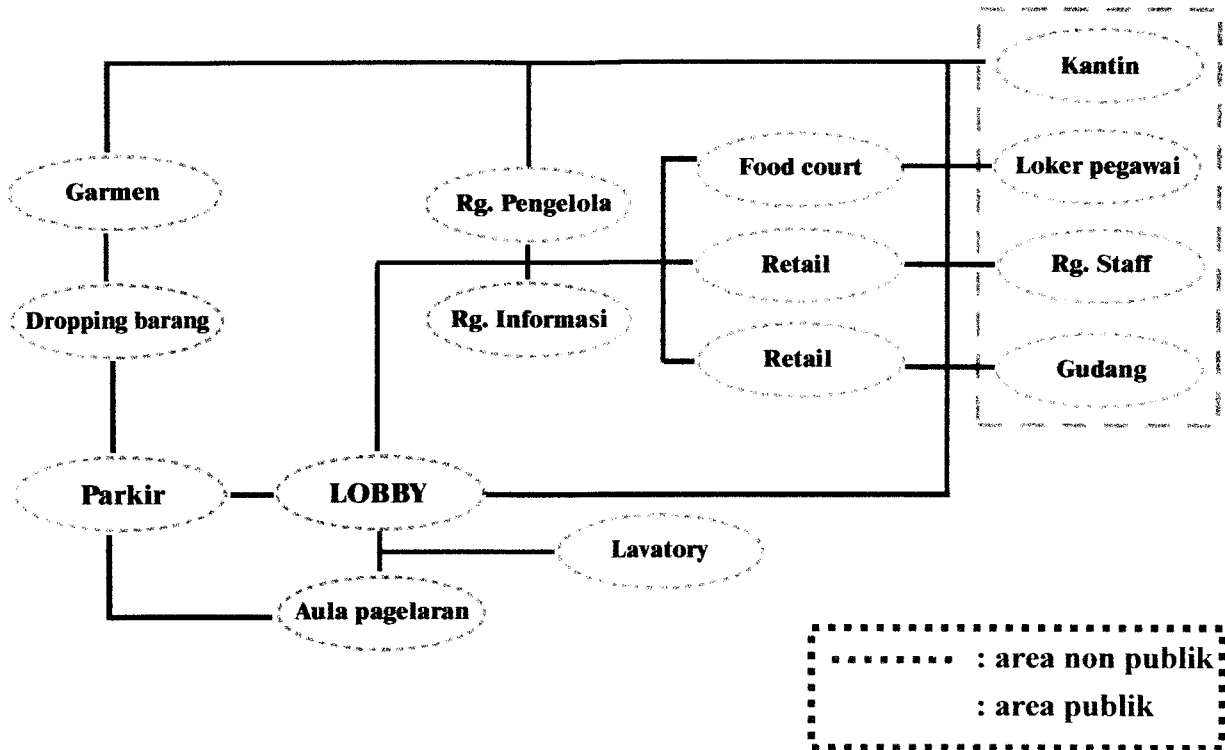 Kantin
Garmen
Rg. Pengelola
Food court
Loker pegawai
Retail
Rg. Staff
Dropping barang
Rg. Informasi
Retail
Gudang
Parkir
LOBBY
Lavatory
Aula pagelaran
: area non publik
: area publik